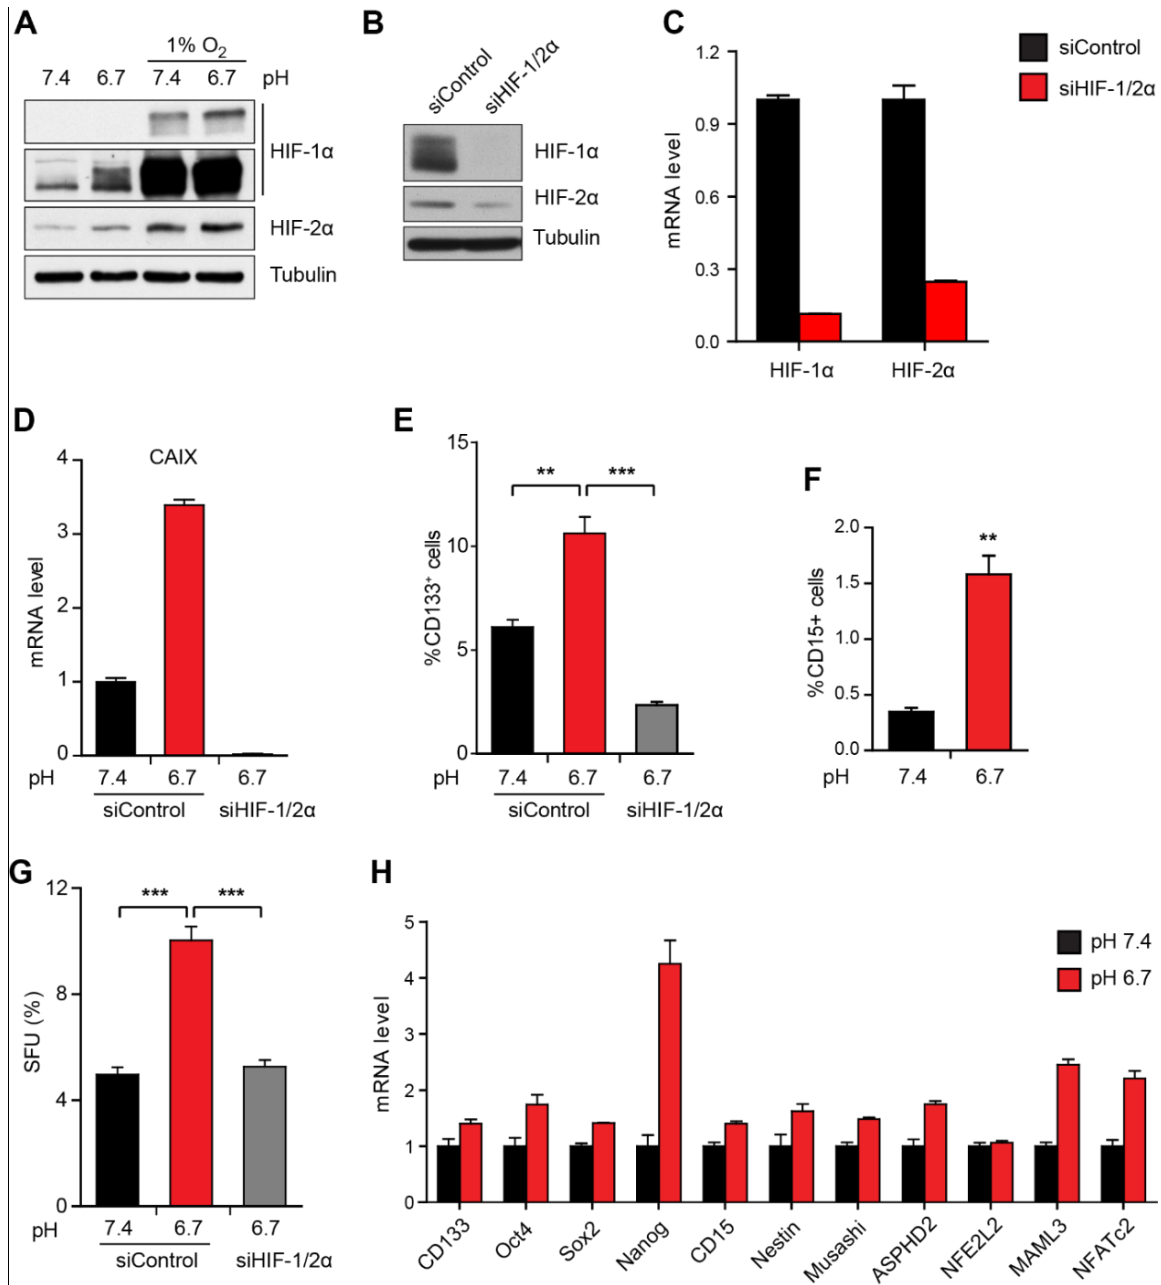 A
1% O2
7.4 6.7 7.4 6.7 pH
HIF-1α
HIF-2α
Tubulin
B
siControl
siHIF-1/2α
HIF-1α
HIF-2α
Tubulin
C
siControl
siHIF-1/2α
mRNA level
1.2
0.9
0.6
0.3
0.0
HIF-1α HIF-2α
D
CAIX
mRNA level
4
3
2
1
0
pH 7.4 6.7 6.7
siControl siHIF-1/2α
E
%CD133+ cells
15
10
5
0
** ***
pH 7.4 6.7 6.7
siControl siHIF-1/2α
F
%CD15+ cells
2.0
1.5
1.0
0.5
0.0
**
pH 7.4 6.7
G
SFU (%)
12
8
4
0
*** ***
pH 7.4 6.7 6.7
siControl siHIF-1/2α
H
mRNA level
5
4
3
2
1
0
pH 7.4
pH 6.7
CD133
Oct4
Sox2
Nanog
CD15
Nestin
Musashi
ASPHD2
NFE2L2
MAML3
NFATc2